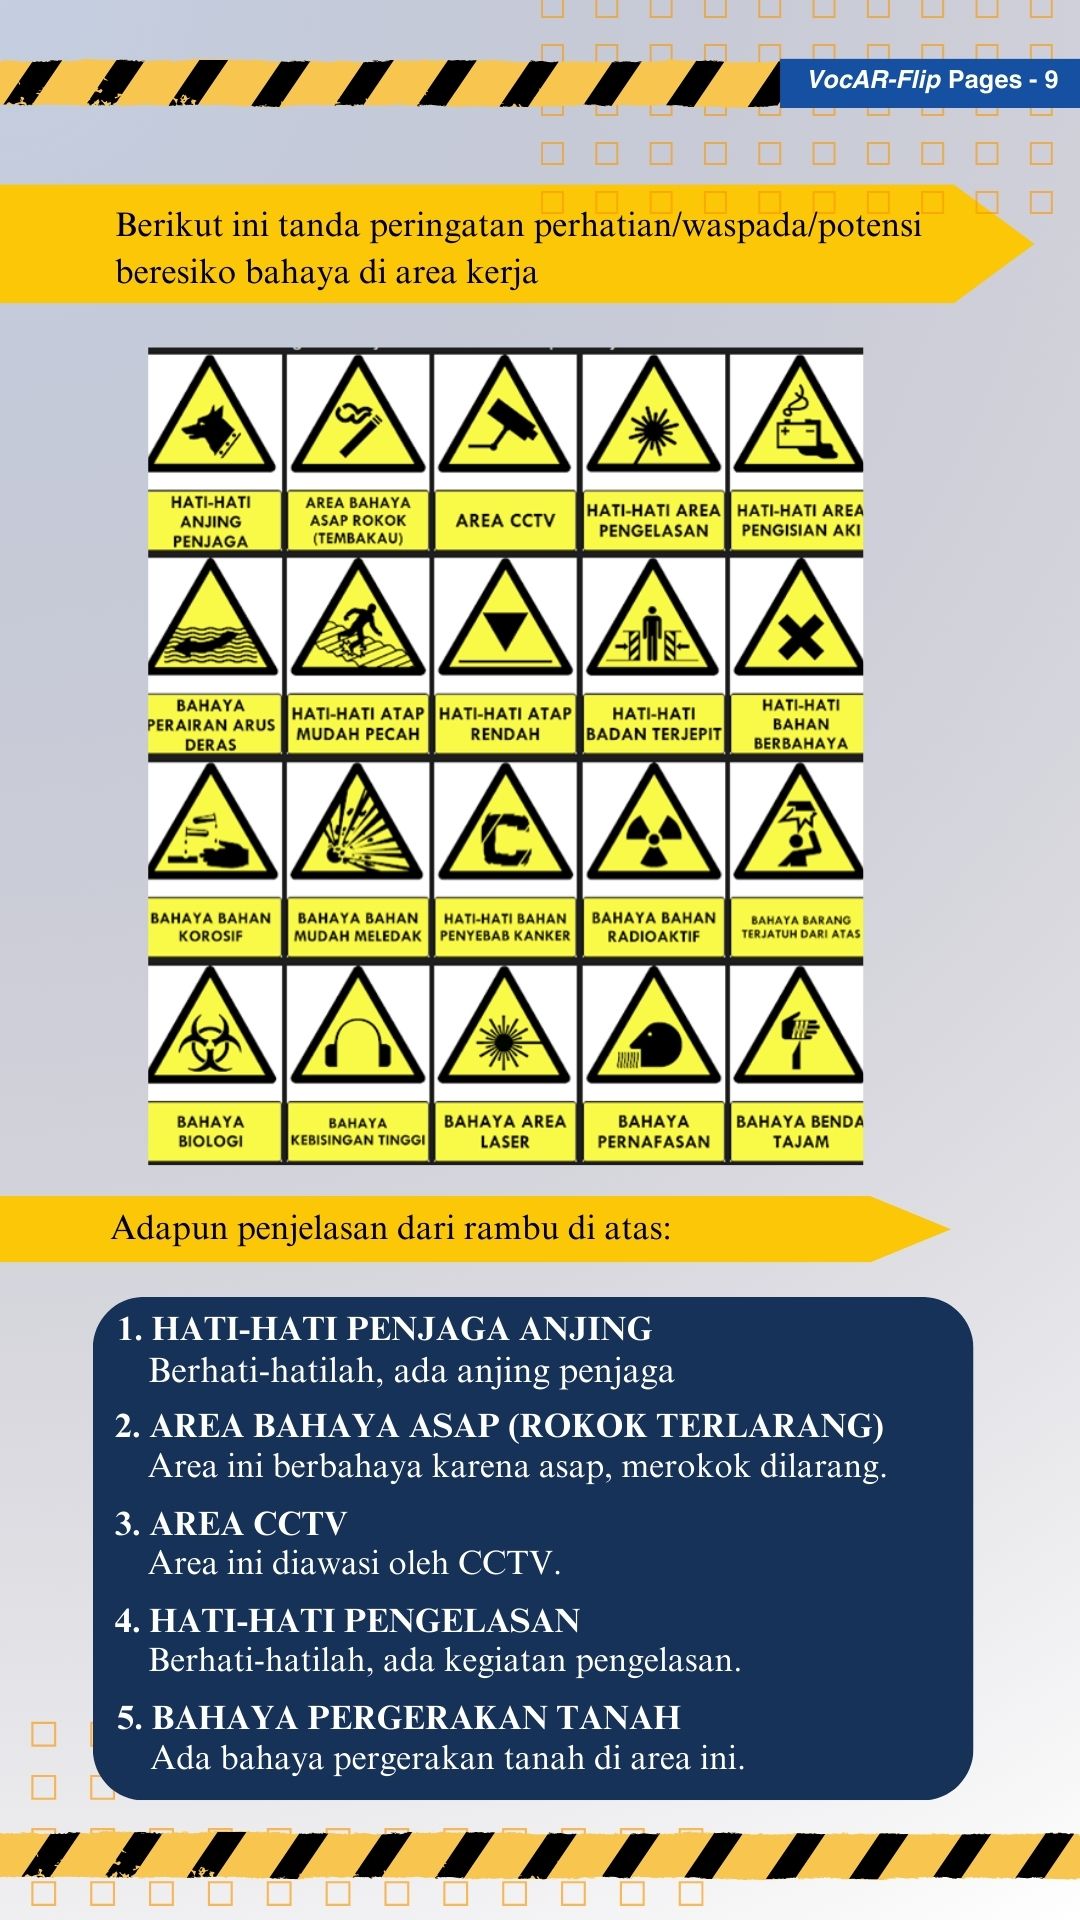 VocAR-Flip Pages - 9
Berikut ini tanda peringatan perhatian/waspada/potensi
beresiko bahaya di area kerja
HATI-HATI
ANJING
PENJAGA
AREA BAHAYA
ASAP ROKOK
(TEMBAKAU)
AREA CCTV
HATI-HATI AREA
PENGELASAN
HATI-HATI AREA
PENGISIAN AKI
BAHAYA
PERAIRAN ARUS
DERAS
HATI-HATI ATAP
MUDAH PECAH
HATI-HATI ATAP
RENDAH
HATI-HATI
BADAN TERJEPIT
HATI-HATI
BAHAN
BERBAHAYA
BAHAYA BAHAN
KOROSIF
BAHAYA BAHAN
MUDAH MELEDAK
C
HATI-HATI BAHAN
PENYEBAB KANKER
BAHAYA BAHAN
RADIOAKTIF
BAHAYA BARANG
TERJATUH DARI ATAS
BAHAYA
BIOLOGI
BAHAYA
KEBISINGAN TINGGI
BAHAYA AREA
LASER
BAHAYA
PERNAFASAN
BAHAYA BENDA
TAJAM
Adapun penjelasan dari rambu di atas:
1. HATI-HATI PENJAGA ANJING
Berhati-hatilah, ada anjing penjaga
2. AREA BAHAYA ASAP (ROKOK TERLARANG)
Area ini berbahaya karena asap, merokok dilarang.
3. AREA CCTV
Area ini diawasi oleh CCTV.
4. HATI-HATI PENGELASAN
Berhati-hatilah, ada kegiatan pengelasan.
5. BAHAYA PERGERAKAN TANAH
Ada bahaya pergerakan tanah di area ini.